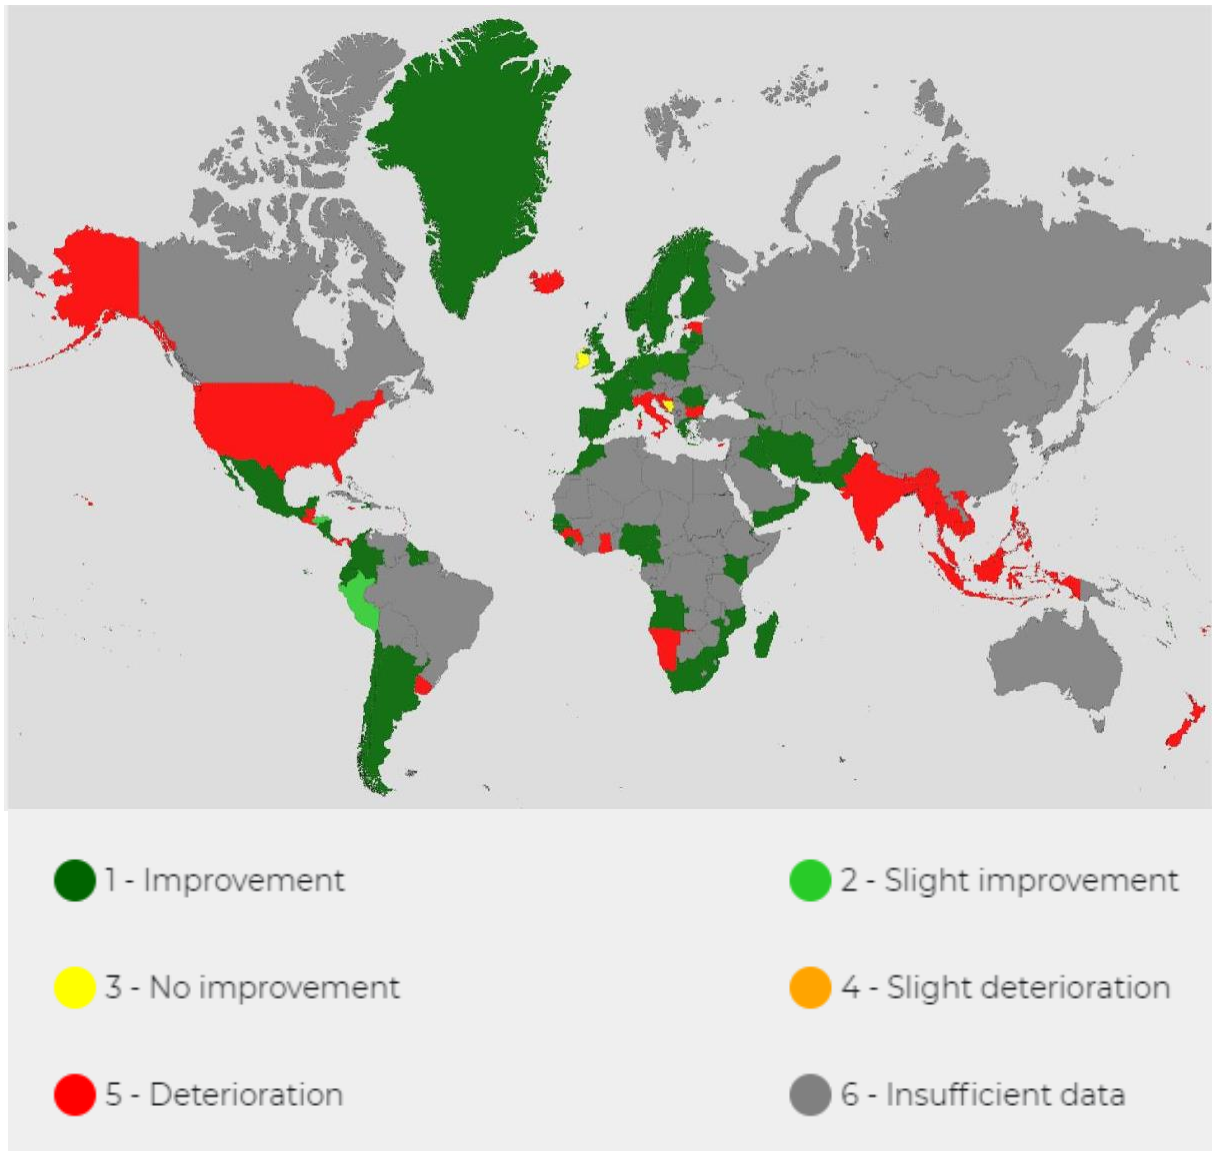 1 - Improvement
2 - Slight improvement
3 - No improvement
4 - Slight deterioration
5 - Deterioration
6 - Insufficient data